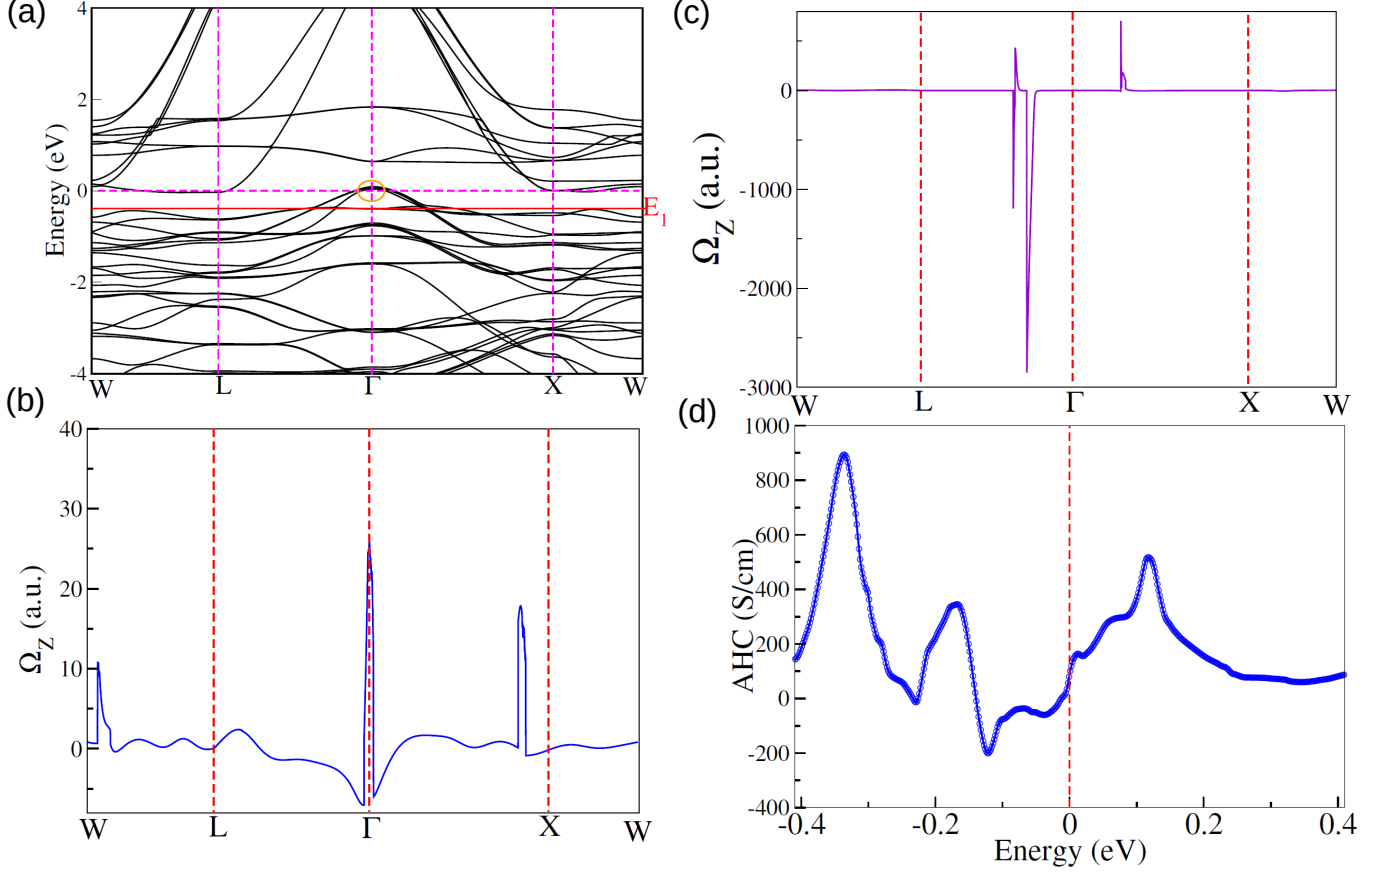 (a)
4
2
0
-2
-4
Energy (eV)
E1
W L Γ X W
(b)
40
30
20
10
0
ΩZ (a.u.)
W L Γ X W
(c)
0
-1000
-2000
-3000
ΩZ (a.u.)
W L Γ X W
(d)
1000
800
600
400
200
0
-200
-400
AHC (S/cm)
-0.4 -0.2 0 0.2 0.4
Energy (eV)